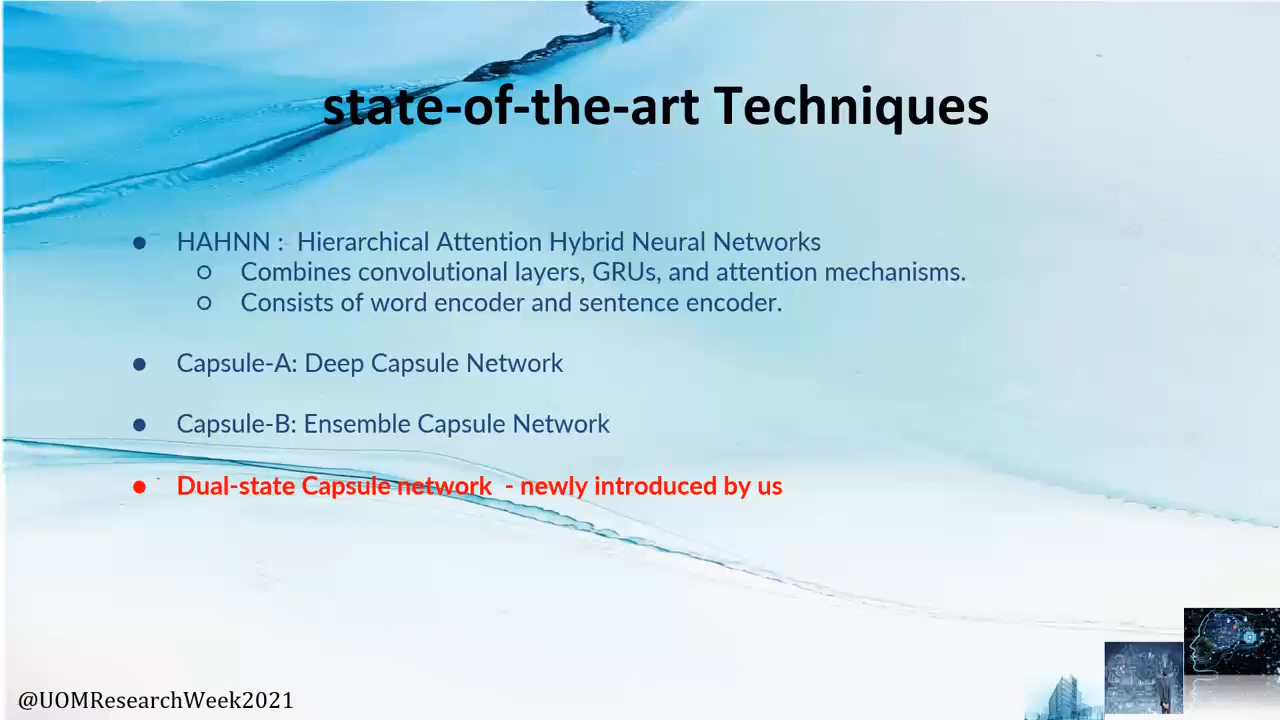 state-of-the-art Techniques
● HAHNN : Hierarchical Attention Hybrid Neural Networks
○ Combines convolutional layers, GRUs, and attention mechanisms.
○ Consists of word encoder and sentence encoder.
● Capsule-A: Deep Capsule Network
● Capsule-B: Ensemble Capsule Network
● Dual-state Capsule network - newly introduced by us
@UOMResearchWeek2021